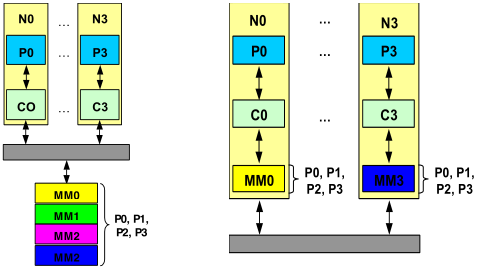 N0 ... N3
P0 P3
... 
CO ... C3
MM0
MM1
MM2
MM2
P0, P1,
P2, P3
N0 ... N3
P0 ... P3
C0 ... C3
MM0
P0, P1,
P2, P3
MM3
P0, P1,
P2, P3